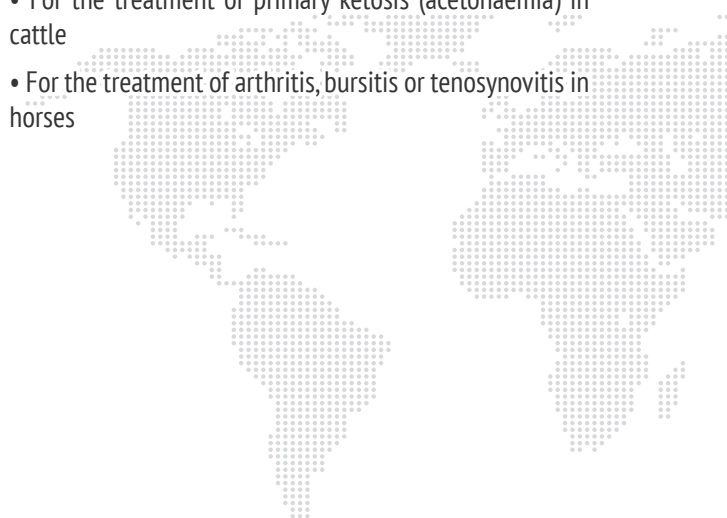 • For the treatment of primary ketosis (acetonaemia) in
cattle
• For the treatment of arthritis, bursitis or tenosynovitis in
horses